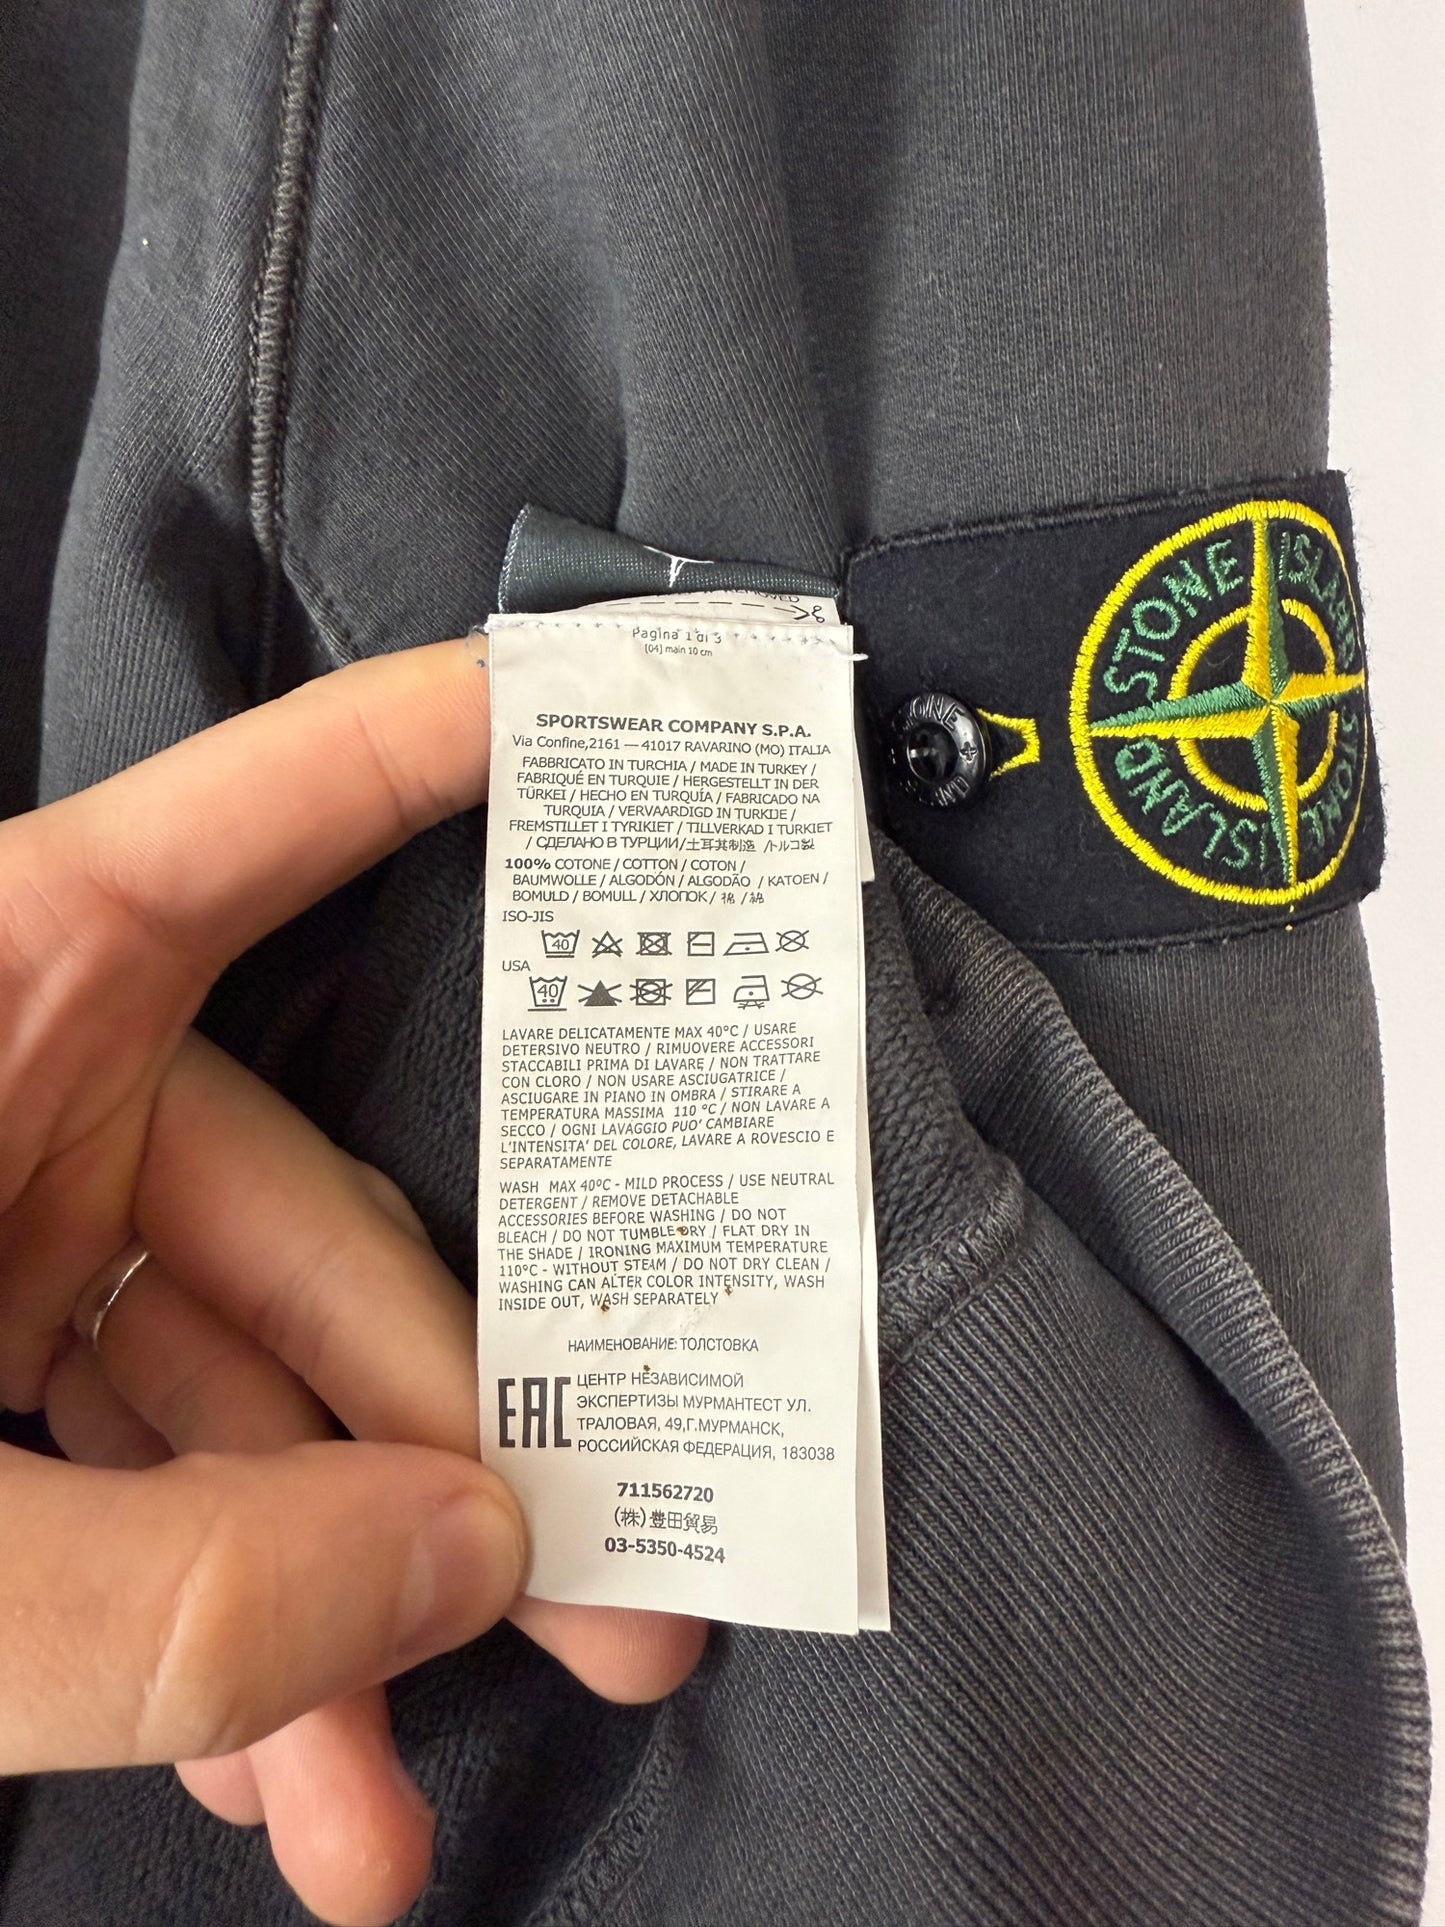 REMOVED
Pagina 1 di 3
[04] main 10 cm
SPORTSWEAR COMPANY S.P.A.
Via Confine,2161 — 41017 RAVARINO (MO) ITALIA
FABBRICATO IN TURCHIA / MADE IN TURKEY /
FABRIQUÉ EN TURQUIE / HERGESTELLT IN DER
TÜRKEI / HECHO EN TURQUÍA / FABRICADO NA
TURQUIA / VERVAARDIGD IN TURKIJE /
FREMSTILLET I TYRIKIET / TILLVERKAD I TURKIET
/ СДЕЛАНО В ТУРЦИИ/土耳其制造 /トルコ製
100% COTONE / COTTON / COTON /
BAUMWOLLE / ALGODÓN / ALGODÃO / KATOEN /
BOMULD / BOMULL / ХЛОПОК / 棉 /綿
ISO-JIS
40
USA
40
LAVARE DELICATAMENTE MAX 40°C / USARE
DETERSIVO NEUTRO / RIMUOVERE ACCESSORI
STACCABILI PRIMA DI LAVARE / NON TRATTARE
CON CLORO / NON USARE ASCIUGATRICE /
ASCIUGARE IN PIANO IN OMBRA / STIRARE A
TEMPERATURA MASSIMA 110 °C / NON LAVARE A
SECCO / OGNI LAVAGGIO PUO' CAMBIARE
L'INTENSITA' DEL COLORE, LAVARE A ROVESCIO E
SEPARATAMENTE
WASH MAX 40ºC - MILD PROCESS / USE NEUTRAL
DETERGENT / REMOVE DETACHABLE
ACCESSORIES BEFORE WASHING / DO NOT
BLEACH / DO NOT TUMBLE DRY / FLAT DRY IN
THE SHADE / IRONING MAXIMUM TEMPERATURE
110°C - WITHOUT STEAM / DO NOT DRY CLEAN /
WASHING CAN ALTER COLOR INTENSITY, WASH
INSIDE OUT, WASH SEPARATELY
НАИМЕНОВАНИЕ: ТОЛСТОВКА
EAC
ЦЕНТР НЕЗАВИСИМОЙ
ЭКСПЕРТИЗЫ МУРМАНТЕСТ УЛ.
ТРАЛОВАЯ, 49,Г.МУРМАНСК,
РОССИЙСКАЯ ФЕДЕРАЦИЯ, 183038
711562720
(株)豊田貿易
03-5350-4524
STONE ISLAND
STONE ISLAND